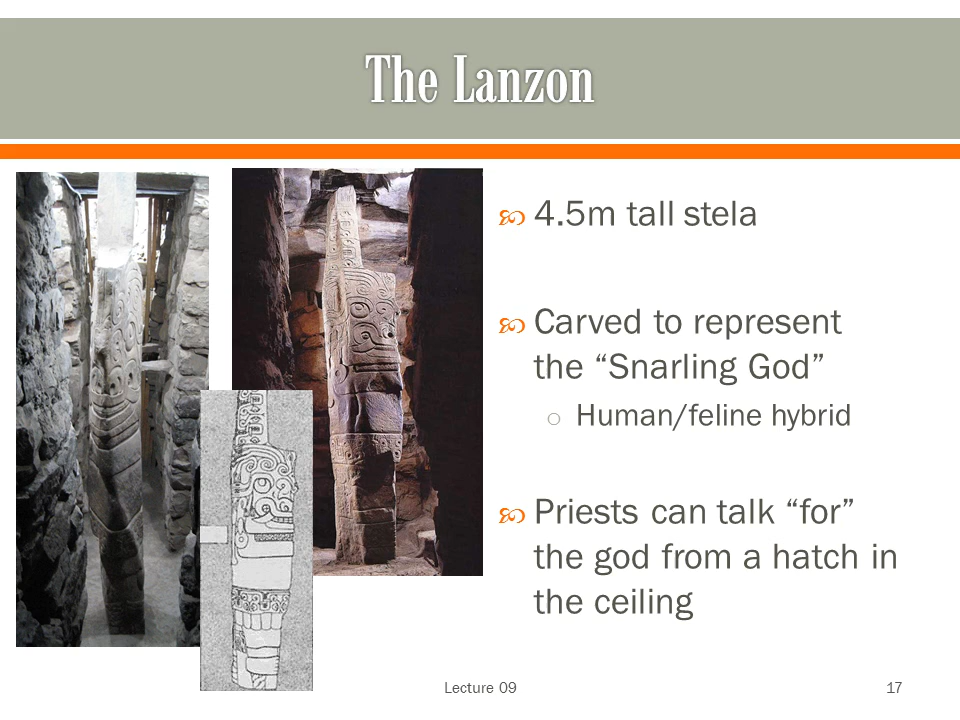 The Lanzon
4.5m tall stela
Carved to represent
the “Snarling God”
Human/feline hybrid
Priests can talk “for”
the god from a hatch in
the ceiling
Lecture 09
17